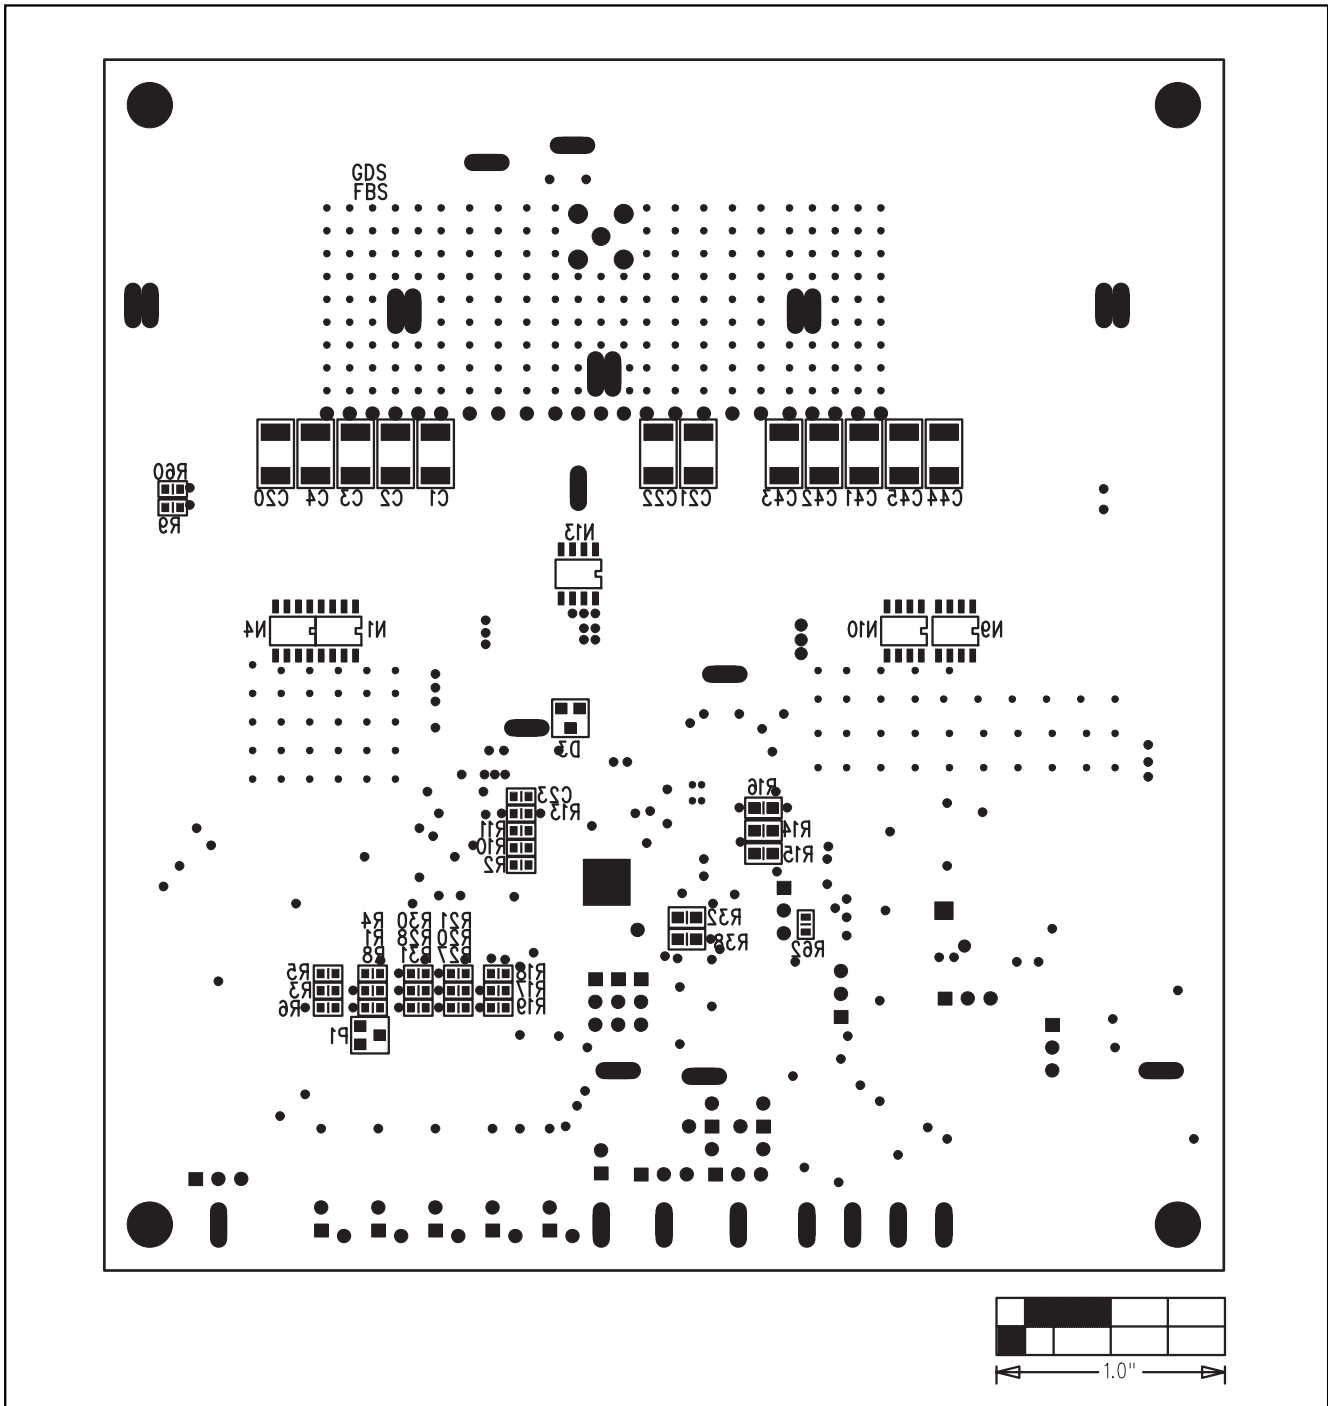 GDS
FBS
C20 C4 C3 C2 C1 C22 C21 C43 C42 C41 C45 C44
R60
R9
N13
N4 N1 N10 N9
D3
C23
R13
R11
R10
R2
R16
R14
R15
R4 R30 R21
R1 R28 R20
R8 R31 R27
R32
R38
R62
R5
R3
R6
R18
R17
R19
P1
1.0"